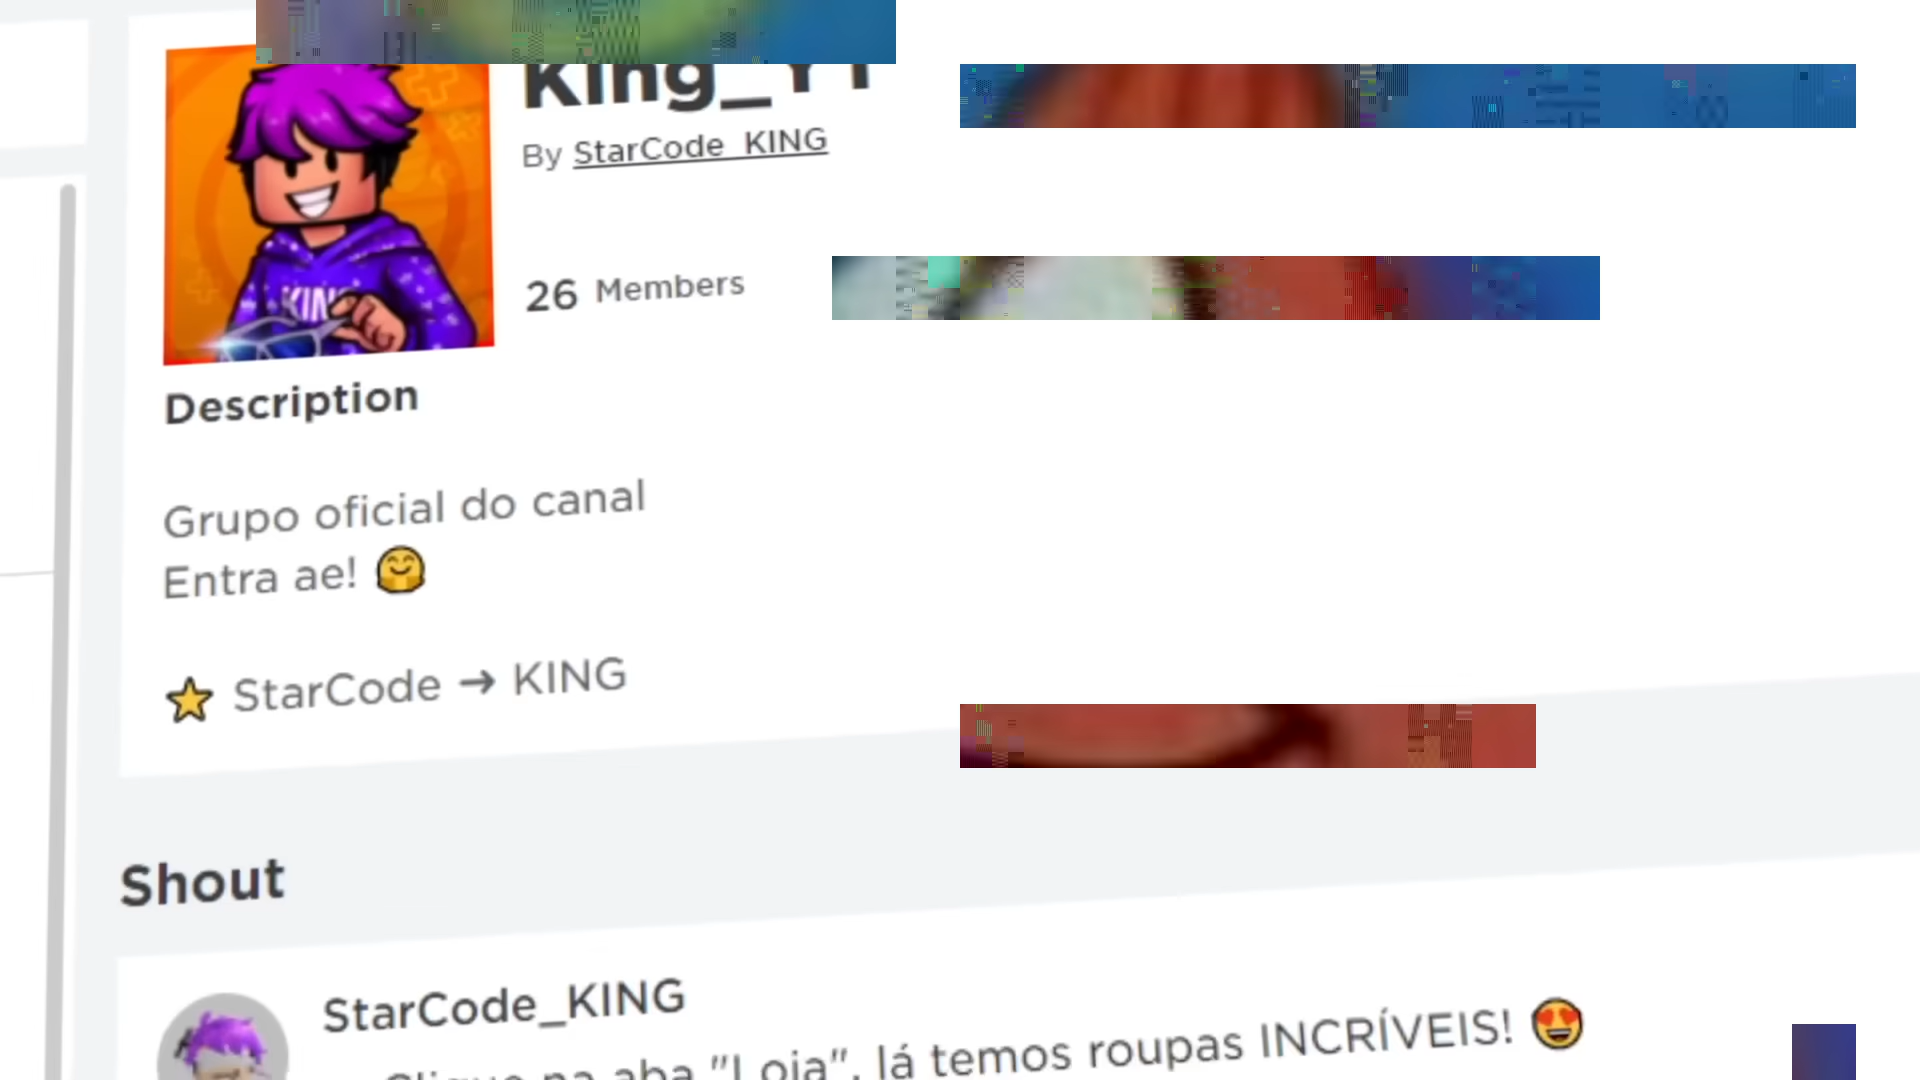 King_YT
By StarCode_KING
26 Members
KING
Description
Grupo oficial do canal
Entra ae! 🤗
⭐ StarCode → KING
Shout
StarCode_KING
Clique na aba "Loja", lá temos roupas INCRÍVEIS! 😍